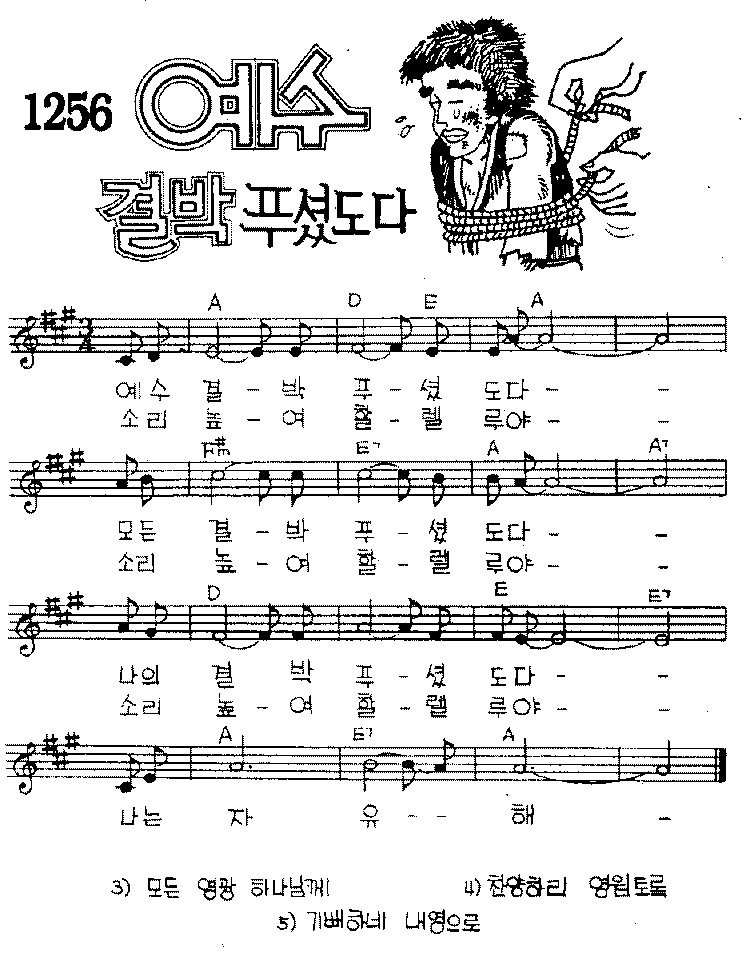 1256 예수
결박 푸셨도다
A D E A
3/4
예수 결 - 박 푸 - 셨 도다 - -
소리 높 - 여 할 - 렐 루야 - -
F#m E7 A A7
모든 결 - 박 푸 - 셨 도다 - -
소리 높 - 여 할 - 렐 루야 - -
D E E7
나의 결 박 푸 - 셨 도다 - -
소리 높 - 여 할 - 렐 루야 - -
A E7 A
나는 자 유 - - 해 -
3) 모든 영광 하나님께 4) 찬양하리 영원토록
5) 기뻐하네 내영으로